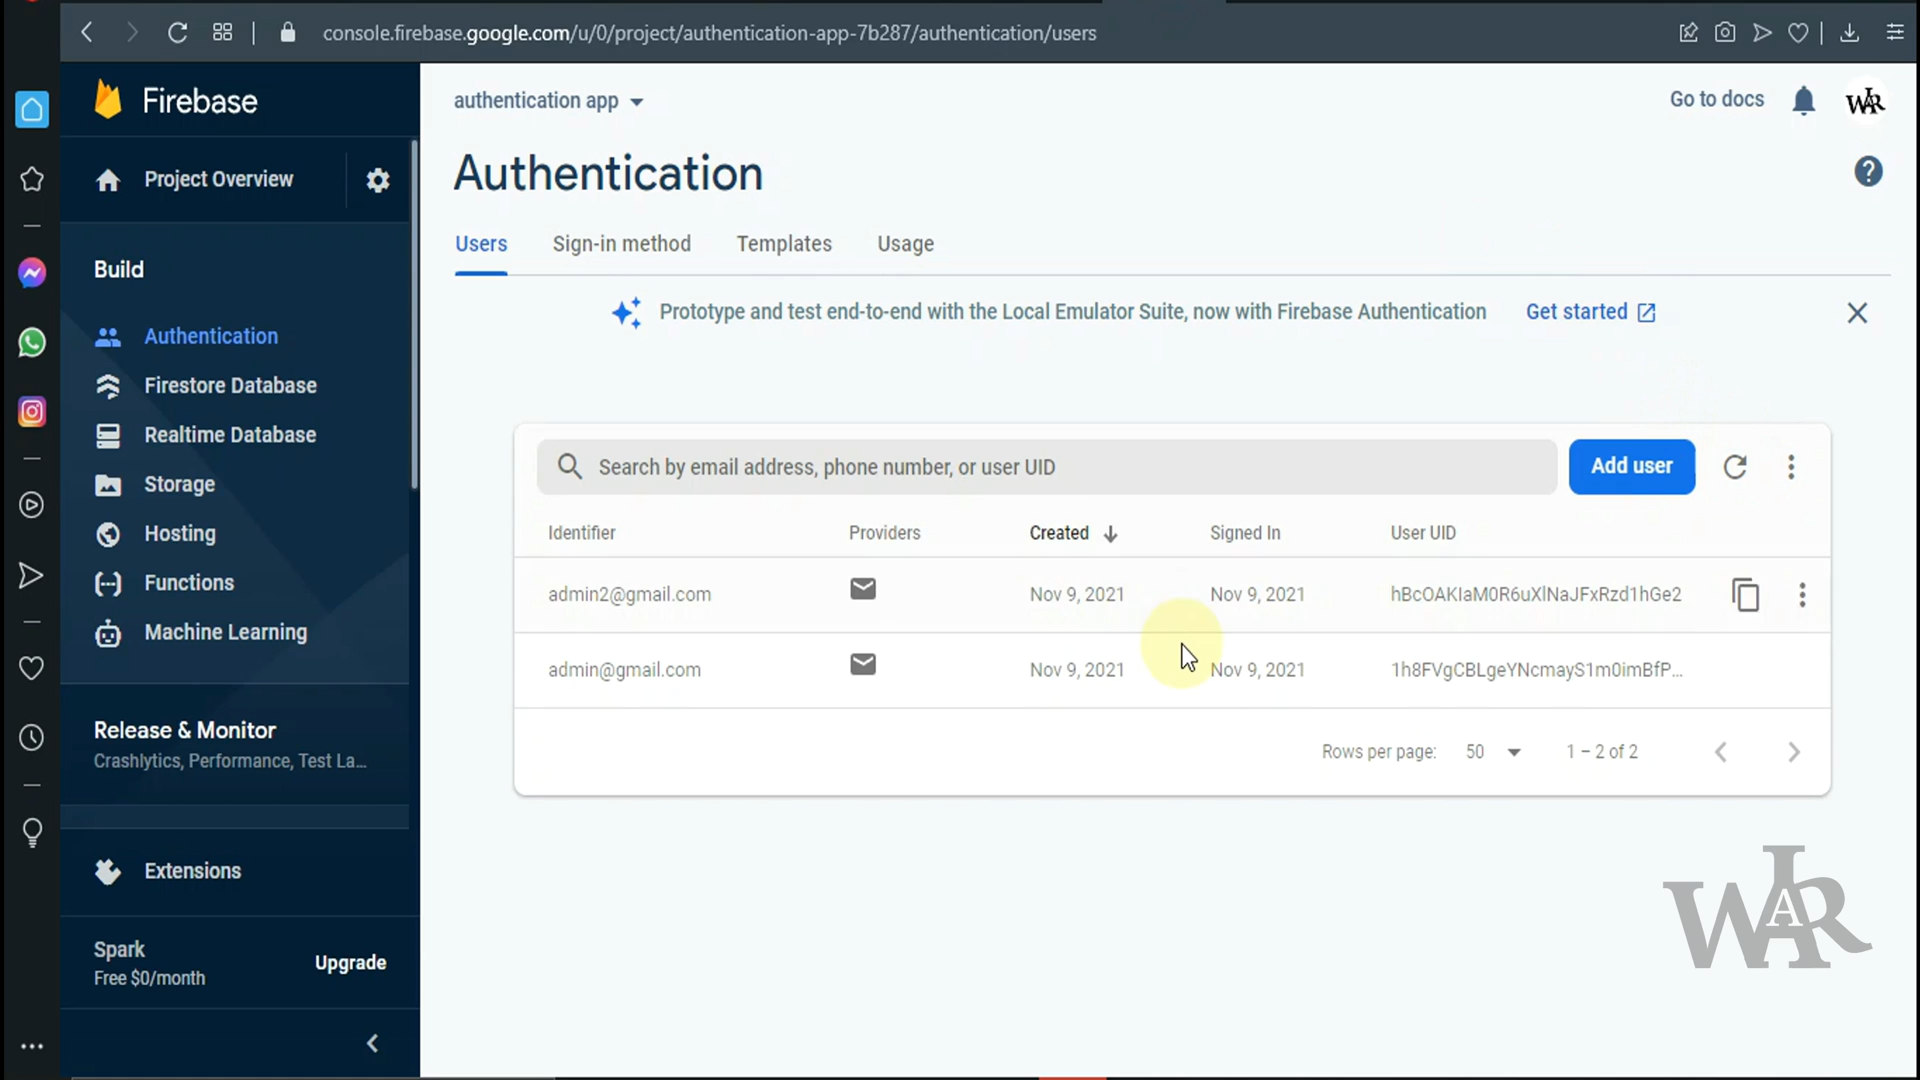 console.firebase.google.com/u/0/project/authentication-app-7b287/authentication/users
Firebase
authentication app
Go to docs
WAR
Project Overview
Authentication
Users
Sign-in method
Templates
Usage
Build
Prototype and test end-to-end with the Local Emulator Suite, now with Firebase Authentication
Get started
Authentication
Firestore Database
Realtime Database
Storage
Hosting
Functions
Machine Learning
Search by email address, phone number, or user UID
Add user
Identifier
Providers
Created
Signed In
User UID
admin2@gmail.com
Nov 9, 2021
Nov 9, 2021
hBcOAKIaM0R6uXlNaJFxRzd1hGe2
admin@gmail.com
Nov 9, 2021
Nov 9, 2021
1h8FVgCBLgeYNcmayS1m0imBfP...
Rows per page:
50
1 – 2 of 2
Release & Monitor
Crashlytics, Performance, Test La...
Extensions
Spark
Free $0/month
Upgrade
WAR